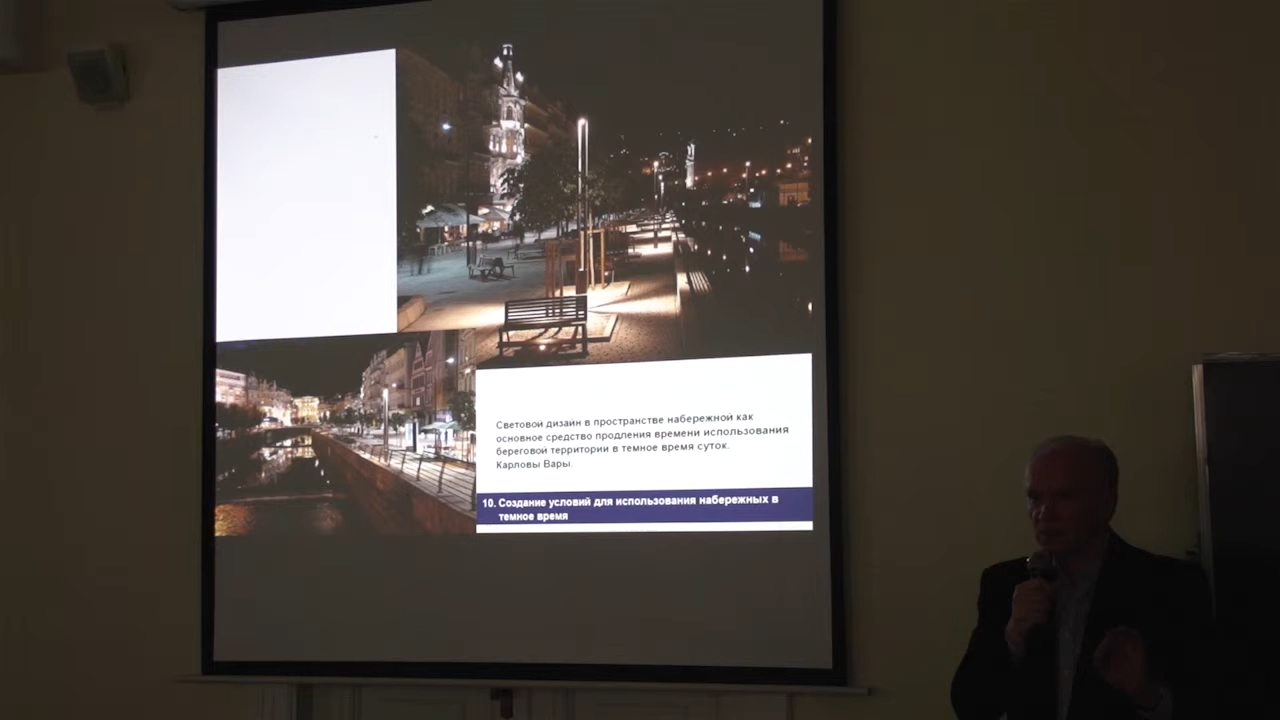 Световой дизайн в пространстве набережной как
основное средство продления времени использования
береговой территории в темное время суток.
Карловы Вары.
10. Создание условий для использования набережных в
темное время